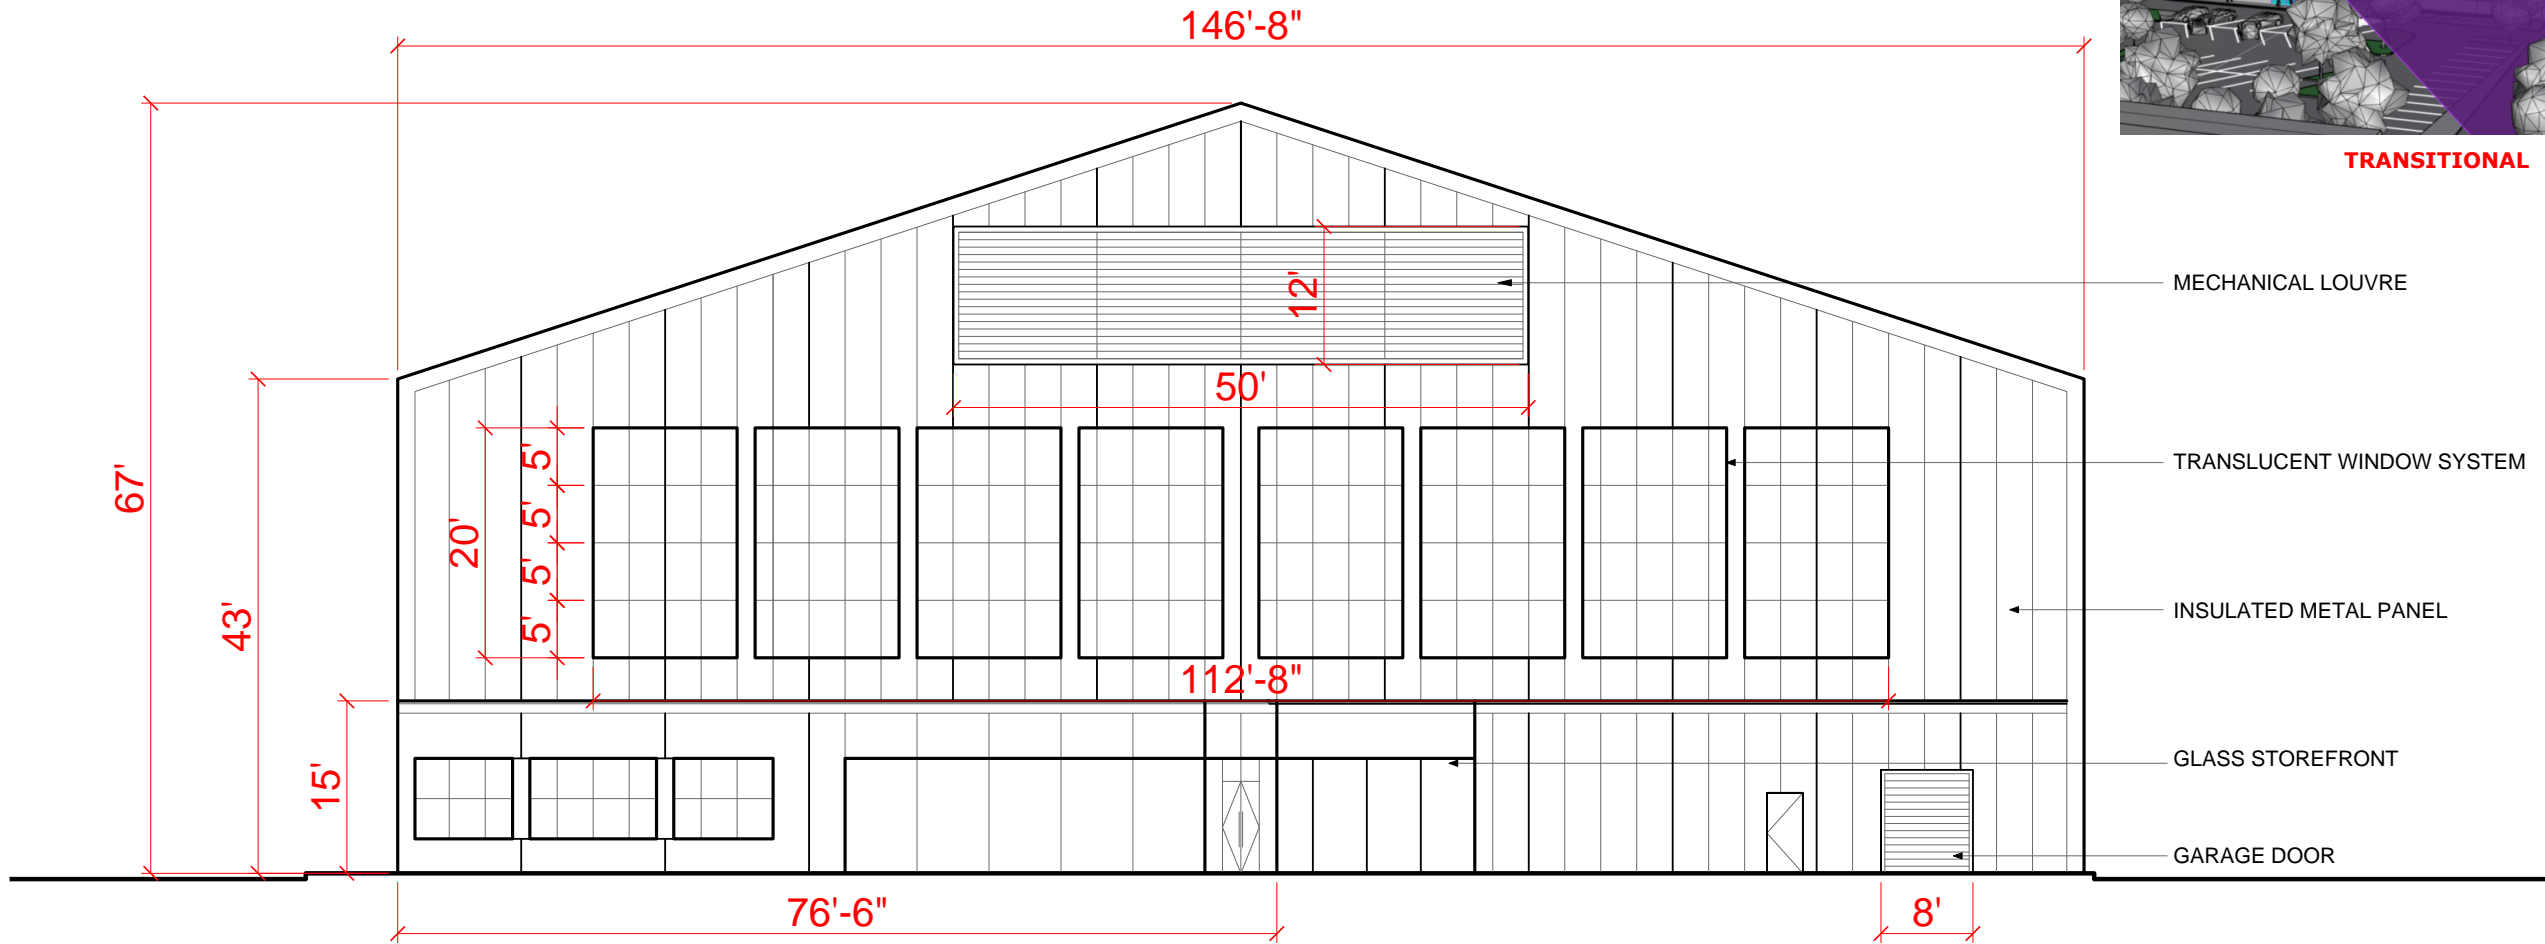 146'-8"
TRANSITIONAL
MECHANICAL LOUVRE
12'
50'
TRANSLUCENT WINDOW SYSTEM
67'
43'
20'
5'
5'
5'
5'
INSULATED METAL PANEL
112'-8"
15'
GLASS STOREFRONT
GARAGE DOOR
76'-6"
8'